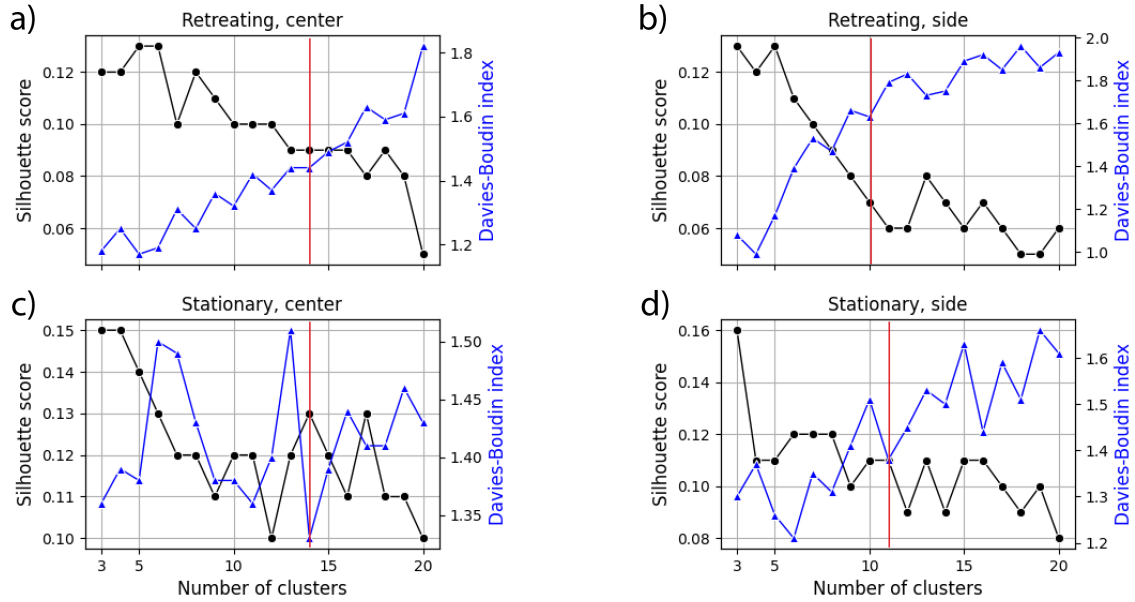 a)
Retreating, center
Silhouette score
0.12
0.10
0.08
0.06
1.8
1.6
1.4
1.2
Davies-Boudin index
b)
Retreating, side
Silhouette score
0.12
0.10
0.08
0.06
2.0
1.8
1.6
1.4
1.2
1.0
Davies-Boudin index
c)
Stationary, center
Silhouette score
0.15
0.14
0.13
0.12
0.11
0.10
1.50
1.45
1.40
1.35
Davies-Boudin index
3 5 10 15 20
Number of clusters
d)
Stationary, side
Silhouette score
0.16
0.14
0.12
0.10
0.08
1.6
1.5
1.4
1.3
1.2
Davies-Boudin index
3 5 10 15 20
Number of clusters